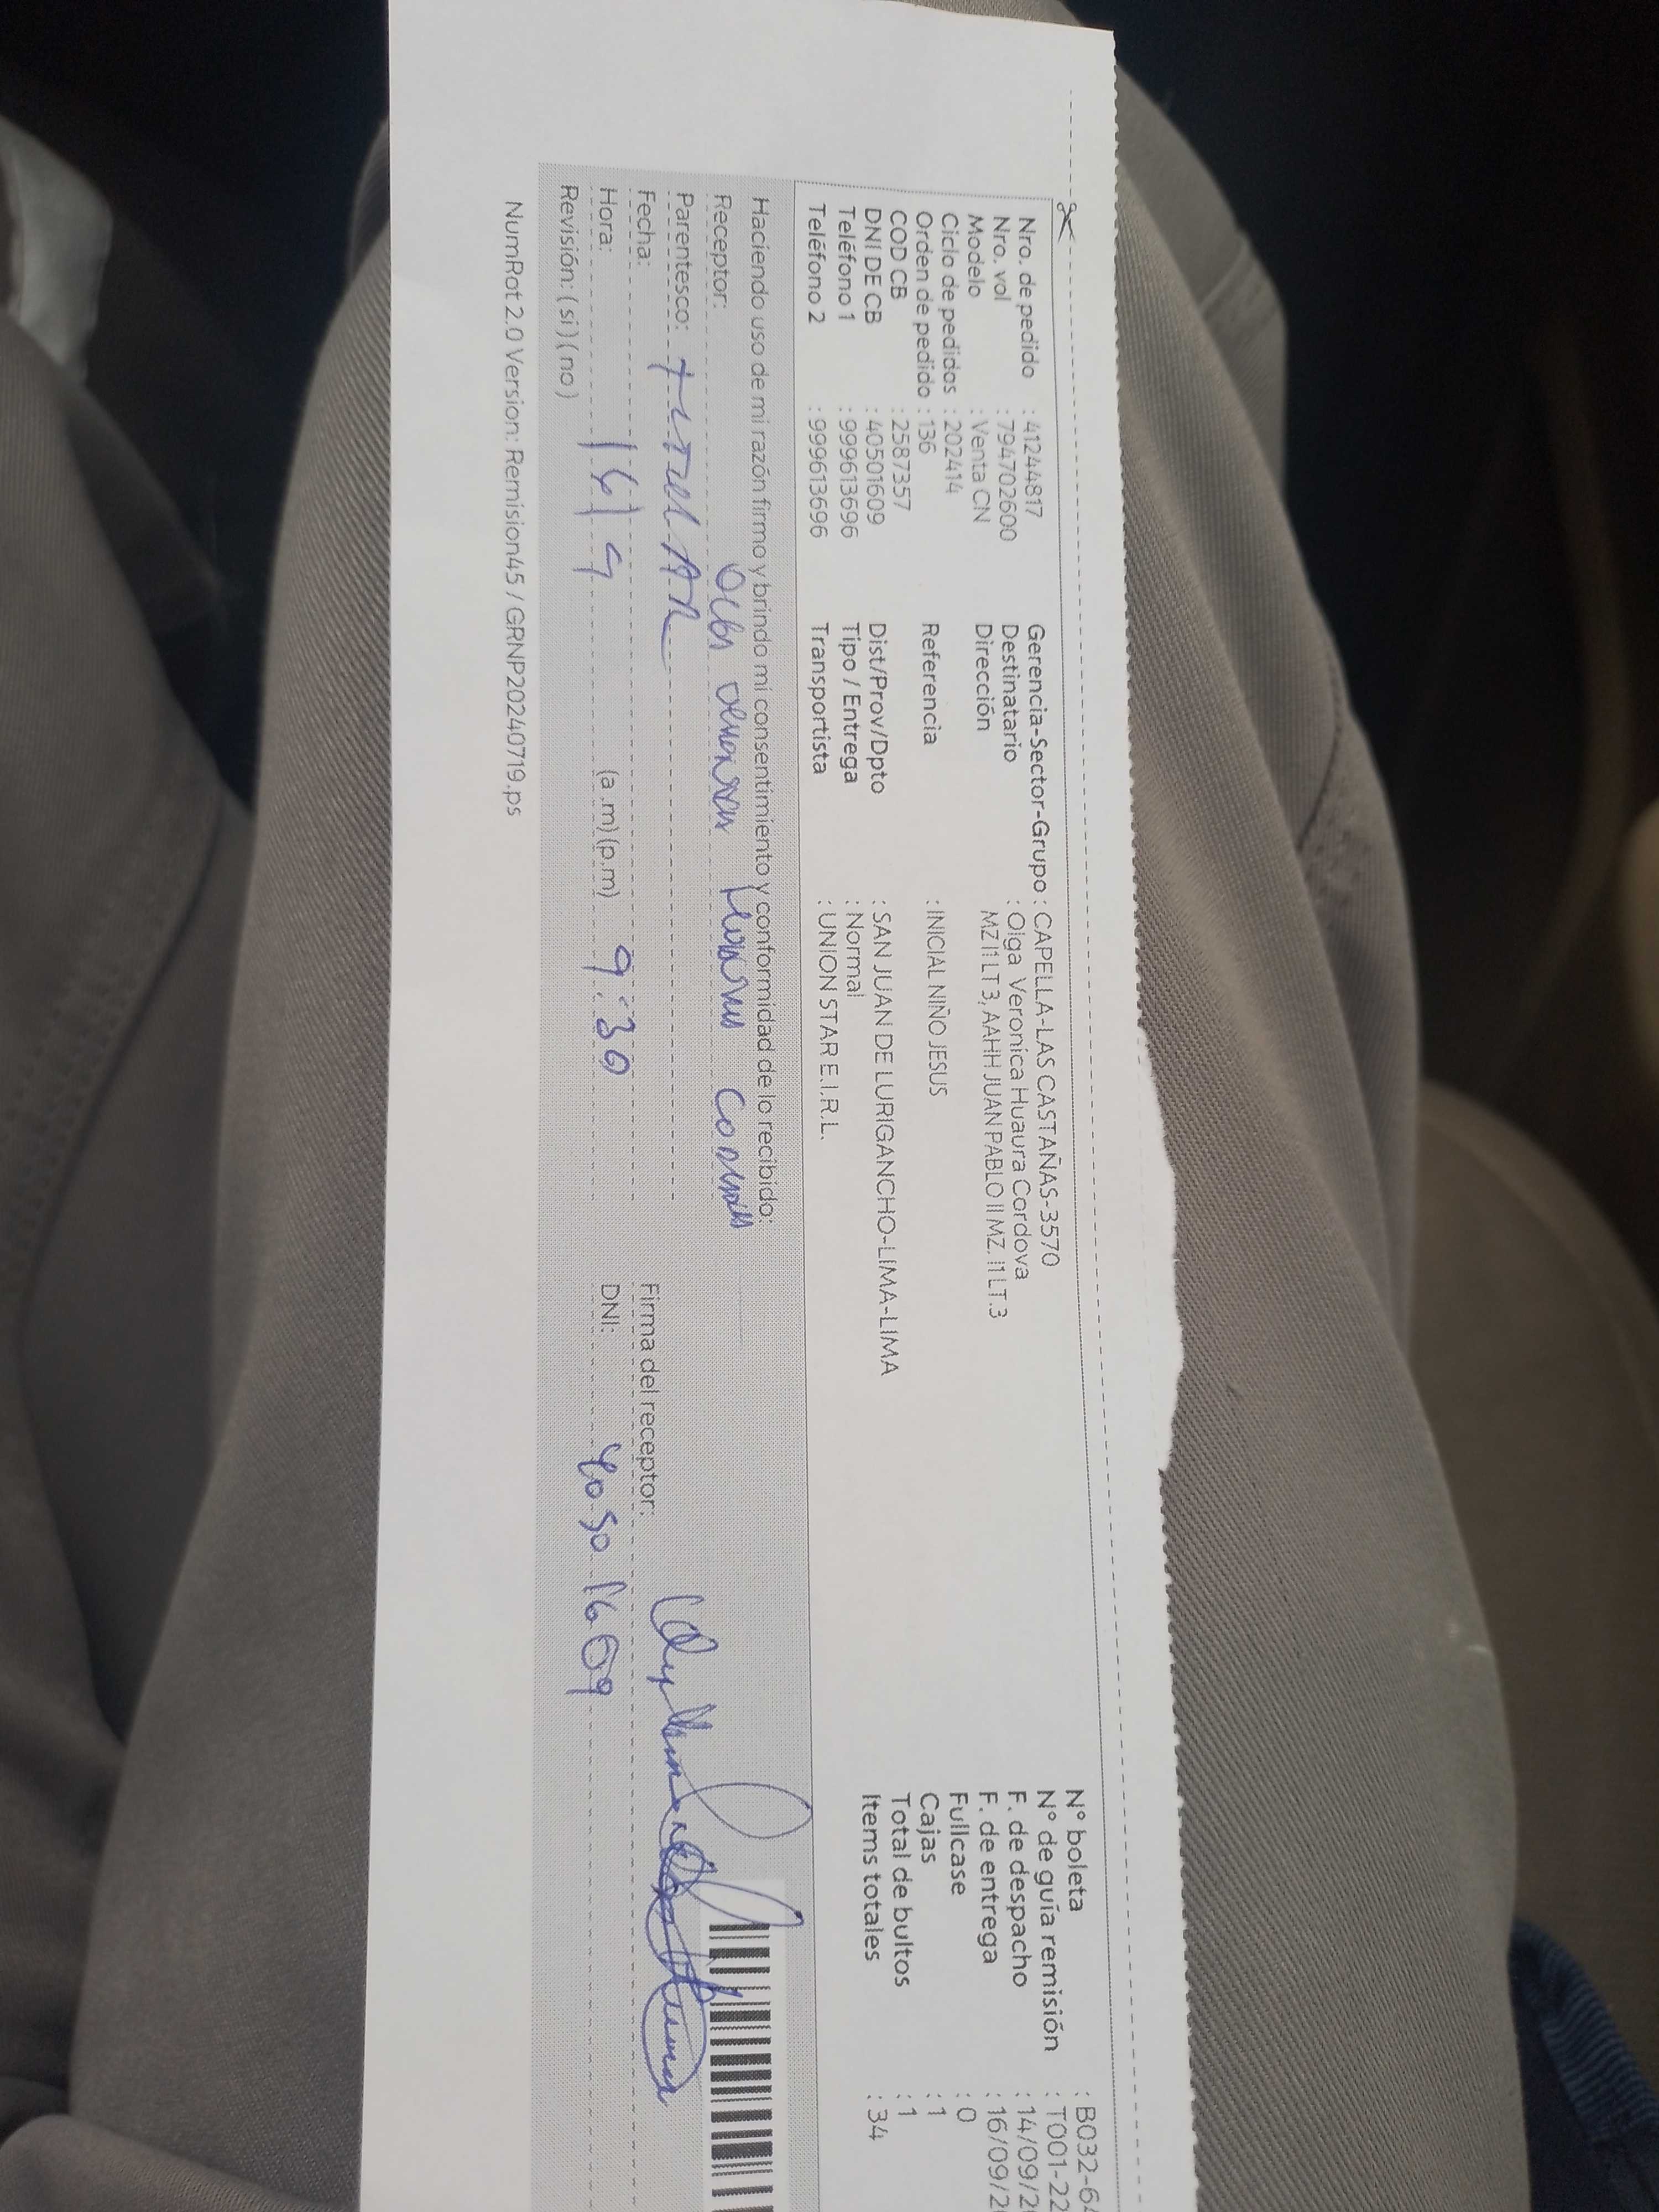 Nro. de pedido : 41244817
Nro. vol : 794702600
Modelo : Venta CN
Ciclo de pedidos : 202414
Orden de pedido : 136
COD CB : 2587357
DNI DE CB : 40501609
Teléfono 1 : 999613696
Teléfono 2 : 999613696
Gerencia-Sector-Grupo : CAPELLA-LAS CASTAÑAS-3570
Destinatario : Olga Veronica Huaura Cordova
Dirección MZ I1 LT 3, AAHH JUAN PABLO II MZ. I1 LT.3
Referencia : INICIAL NIÑO JESUS
Dist/Prov/Dpto : SAN JUAN DE LURIGANCHO-LIMA-LIMA
Tipo / Entrega : Normal
Transportista : UNION STAR E.I.R.L.
N° boleta : B032-64
N° de guía remisión : T001-22
F. de despacho : 14/09/2
F. de entrega : 16/09/2
Fullcase : 0
Cajas : 1
Total de bultos : 1
Items totales : 34
Haciendo uso de mi razón firmo y brindo mi consentimiento y conformidad de lo recibido:
Receptor:
Parentesco: titular
Fecha: 16/9
Hora: (a.m)(p.m) 9:30
Revisión: (si)(no)
Firma del receptor:
DNI: 40501609
NumRot 2.0 Version: Remision45 / GRNP20240719.ps